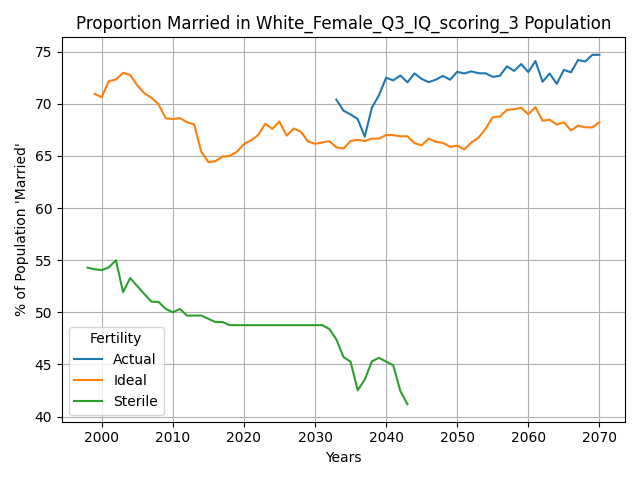 Proportion Married in White_Female_Q3_IQ_scoring_3 Population
% of Population 'Married'
75
70
65
60
55
50
45
40
Fertility
Actual
Ideal
Sterile
2000 2010 2020 2030 2040 2050 2060 2070
Years